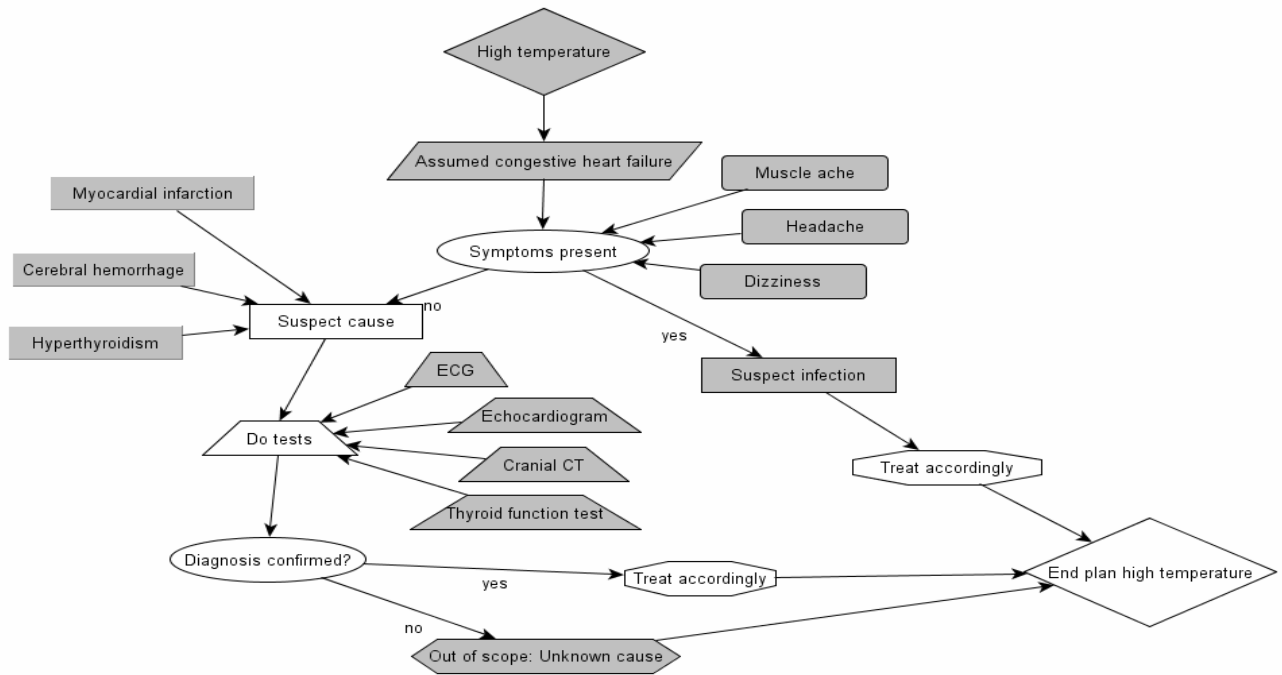 High temperature
Assumed congestive heart failure
Muscle ache
Myocardial infarction
Headache
Symptoms present
Cerebral hemorrhage
Dizziness
no
Suspect cause
yes
Hyperthyroidism
ECG
Suspect infection
Echocardiogram
Do tests
Cranial CT
Treat accordingly
Thyroid function test
Diagnosis confirmed?
yes
Treat accordingly
End plan high temperature
no
Out of scope: Unknown cause